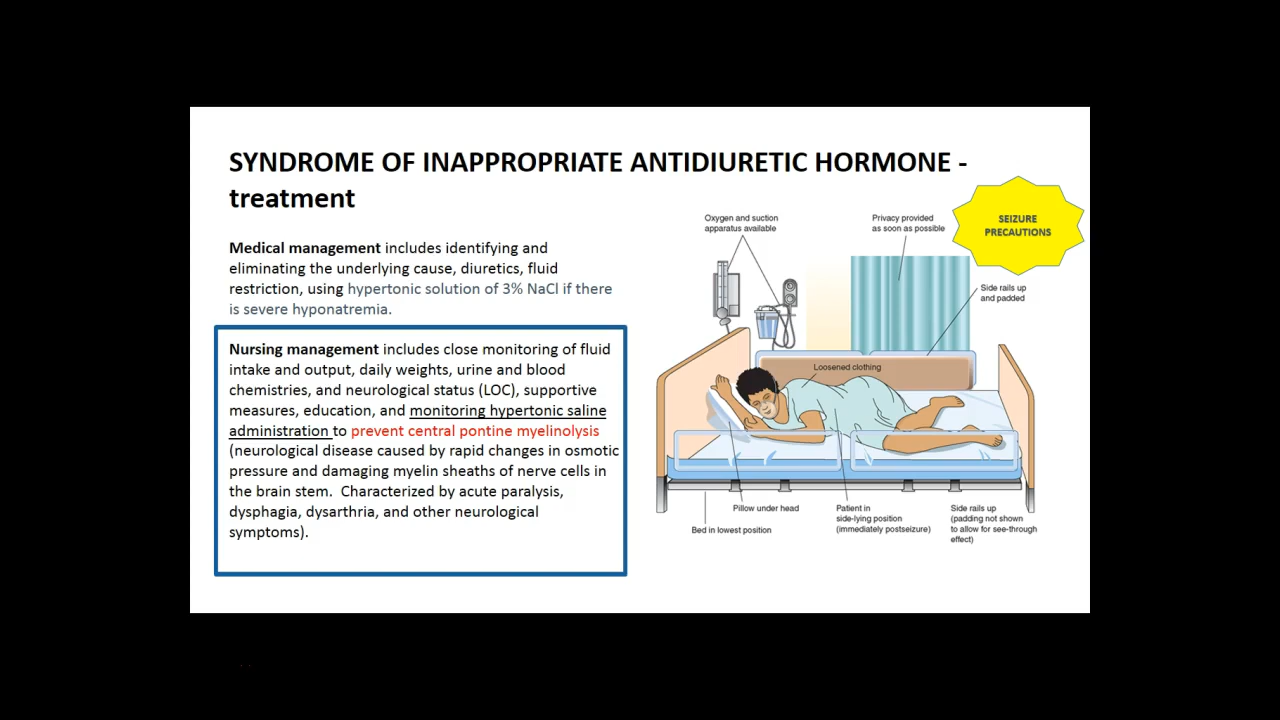 SYNDROME OF INAPPROPRIATE ANTIDIURETIC HORMONE -
treatment
Medical management includes identifying and
eliminating the underlying cause, diuretics, fluid
restriction, using hypertonic solution of 3% NaCl if there
is severe hyponatremia.
Nursing management includes close monitoring of fluid
intake and output, daily weights, urine and blood
chemistries, and neurological status (LOC), supportive
measures, education, and monitoring hypertonic saline
administration to prevent central pontine myelinolysis
(neurological disease caused by rapid changes in osmotic
pressure and damaging myelin sheaths of nerve cells in
the brain stem. Characterized by acute paralysis,
dysphagia, dysarthria, and other neurological
symptoms).
SEIZURE
PRECAUTIONS
Oxygen and suction
apparatus available
Privacy provided
as soon as possible
Side rails up
and padded
Loosened clothing
Pillow under head
Bed in lowest position
Patient in
side-lying position
(immediately postseizure)
Side rails up
(padding not shown
to allow for see-through
effect)